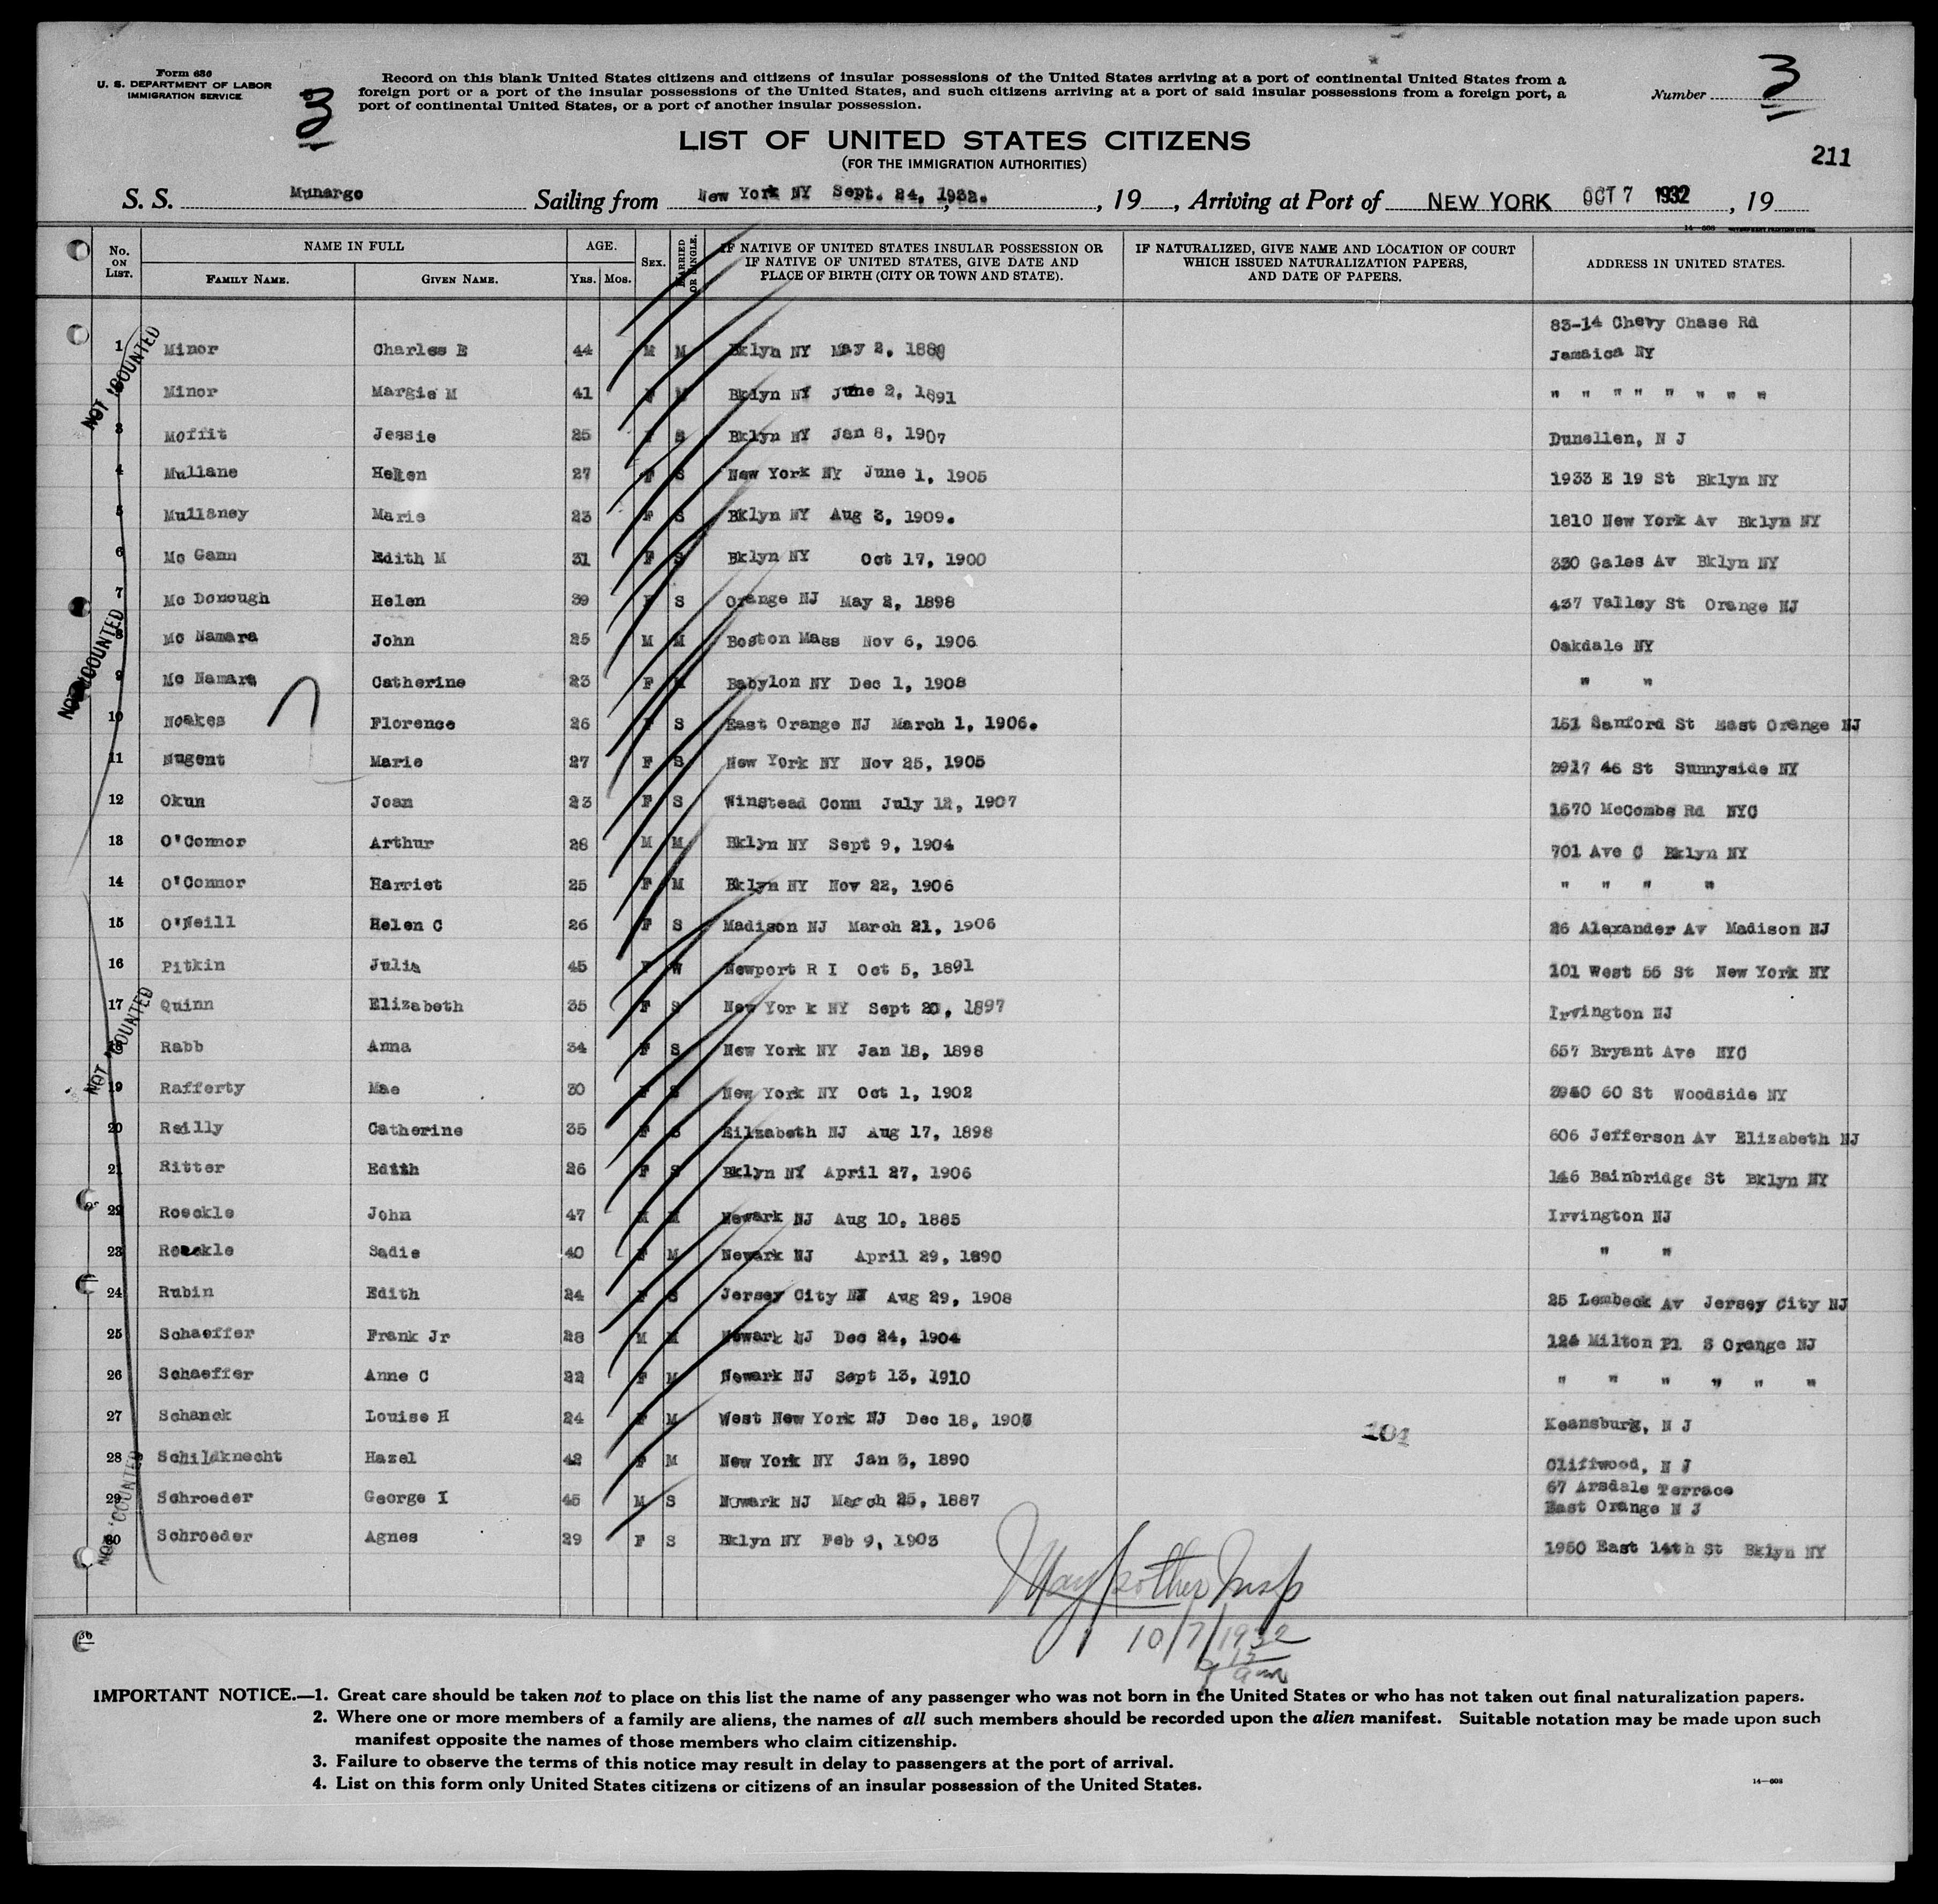 Form 686
U. S. DEPARTMENT OF LABOR
IMMIGRATION SERVICE
3
Record on this blank United States citizens and citizens of insular possessions of the United States arriving at a port of continental United States from a
foreign port or a port of the insular possessions of the United States, and such citizens arriving at a port of said insular possessions from a foreign port, a
port of continental United States, or a port of another insular possession.
Number 3
LIST OF UNITED STATES CITIZENS
(FOR THE IMMIGRATION AUTHORITIES)
211
S. S. Munargo Sailing from New York NY Sept. 24, 1932. , 19 , Arriving at Port of NEW YORK OCT 7 1932 , 19
No. ON LIST. NAME IN FULL FAMILY NAME. GIVEN NAME. AGE. YRS. MOS. SEX. MARRIED OR SINGLE. IF NATIVE OF UNITED STATES INSULAR POSSESSION OR IF NATIVE OF UNITED STATES, GIVE DATE AND PLACE OF BIRTH (CITY OR TOWN AND STATE). IF NATURALIZED, GIVE NAME AND LOCATION OF COURT WHICH ISSUED NATURALIZATION PAPERS, AND DATE OF PAPERS. ADDRESS IN UNITED STATES.
83-14 Chevy Chase Rd
1 Minor Charles E 44 M M Bklyn NY May 2, 1888 Jamaica NY
Minor Margie M 41 F M Bklyn NY June 2, 1891 " " " " " " " "
3 Moffit Jessie 25 F S Bklyn NY Jan 8, 1907 Dunellen, N J
4 Mullane Helen 27 F S New York NY June 1, 1905 1933 E 19 St Bklyn NY
5 Mullaney Marie 23 F S Bklyn NY Aug 3, 1909. 1810 New York Av Bklyn NY
6 Mc Gann Edith M 31 F S Bklyn NY Oct 17, 1900 330 Gales Av Bklyn NY
7 Mc Donough Helen 39 F S Orange NJ May 2, 1898 437 Valley St Orange NJ
8 Mc Namara John 25 M M Boston Mass Nov 6, 1906 Oakdale NY
9 Mc Namara Catherine 23 F M Babylon NY Dec 1, 1908 " "
10 Noakes Florence 26 F S East Orange NJ March 1, 1906. 151 Sanford St East Orange NJ
11 Nugent Marie 27 F S New York NY Nov 25, 1905 3917 46 St Sunnyside NY
12 Okun Jean 23 F S Winstead Conn July 12, 1907 1570 McCombs Rd NYC
13 O'Connor Arthur 28 M M Bklyn NY Sept 9, 1904 701 Ave C Bklyn NY
14 O'Connor Harriet 25 F M Bklyn NY Nov 22, 1906 " " " "
15 O'Neill Helen C 26 F S Madison NJ March 21, 1906 26 Alexander Av Madison NJ
16 Pitkin Julia 45 F W Newport R I Oct 5, 1891 101 West 55 St New York NY
17 Quinn Elizabeth 35 F S New Yor k NY Sept 20, 1897 Irvington NJ
18 Rabb Anna 34 F S New York NY Jan 18, 1898 657 Bryant Ave NYC
19 Rafferty Mae 30 F S New York NY Oct 1, 1902 60 St Woodside NY
20 Reilly Catherine 35 F S Eilzabeth NJ Aug 17, 1898 606 Jefferson Av Elizabeth NJ
21 Ritter Edith 26 F S Bklyn NY April 27, 1906 146 Bainbridge St Bklyn NY
22 Roeckle John 47 M M Newark NJ Aug 10, 1885 Irvington NJ
23 Roeckle Sadie 40 F M Newark NJ April 29, 1890 " "
24 Rubin Edith 24 F S Jersey City NJ Aug 29, 1908 25 Lembeck Av Jersey City NJ
25 Schaeffer Frank Jr 28 M M Newark NJ Dec 24, 1904 124 Milton Pl S Orange NJ
26 Schaeffer Anne C 22 F M Newark NJ Sept 13, 1910 " " " " " "
27 Schanck Louise H 24 F M West New York NJ Dec 18, Keansburg, N J
28 Schildknecht Hazel 42 F M New York NY Jan 3, 1890 Cliffwood, N J
67 Arsdale Terrace
29 Schroeder George I 45 M S Newark NJ March 25, 1887 East Orange N J
30 Schroeder Agnes 29 F S Bklyn NY Feb 9, 1903 1950 East 14th St Bklyn NY
NOT COUNTED
NOT COUNTED
NOT COUNTED
NOT COUNTED
204
Insp
10/7/1932
30
IMPORTANT NOTICE.—1. Great care should be taken not to place on this list the name of any passenger who was not born in the United States or who has not taken out final naturalization papers.
2. Where one or more members of a family are aliens, the names of all such members should be recorded upon the alien manifest. Suitable notation may be made upon such
manifest opposite the names of those members who claim citizenship.
3. Failure to observe the terms of this notice may result in delay to passengers at the port of arrival.
4. List on this form only United States citizens or citizens of an insular possession of the United States.
14—608